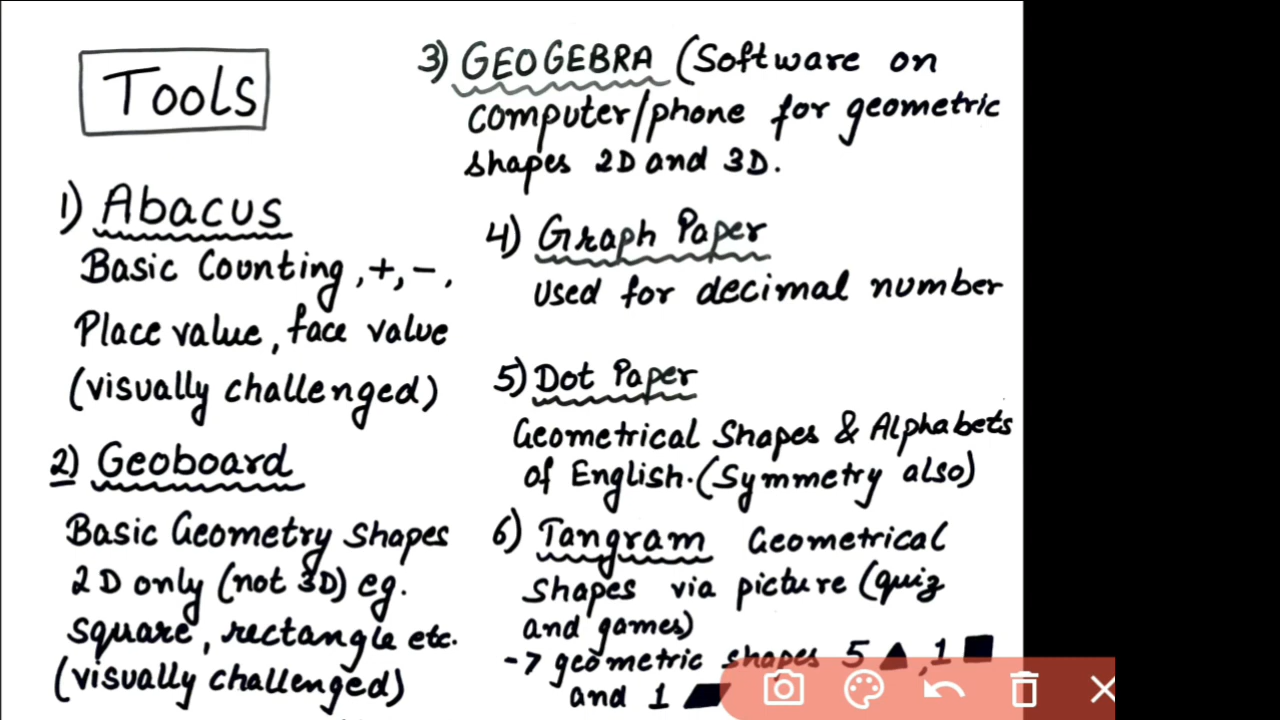 Tools
1) Abacus
Basic Counting, +, -,
Place value, face value
(visually challenged)
2) Geoboard
Basic Geometry Shapes
2D only (not 3D) eg.
square, rectangle etc.
(visually challenged)
3) GEOGEBRA (Software on
computer/phone for geometric
shapes 2D and 3D.
4) Graph Paper
used for decimal number
5) Dot Paper
Geometrical Shapes & Alphabets
of English. (Symmetry also)
6) Tangram Geometrical
shapes via picture (quiz
and games)
-7 geometric shapes 5 ▲, 1 ■
and 1 ▰